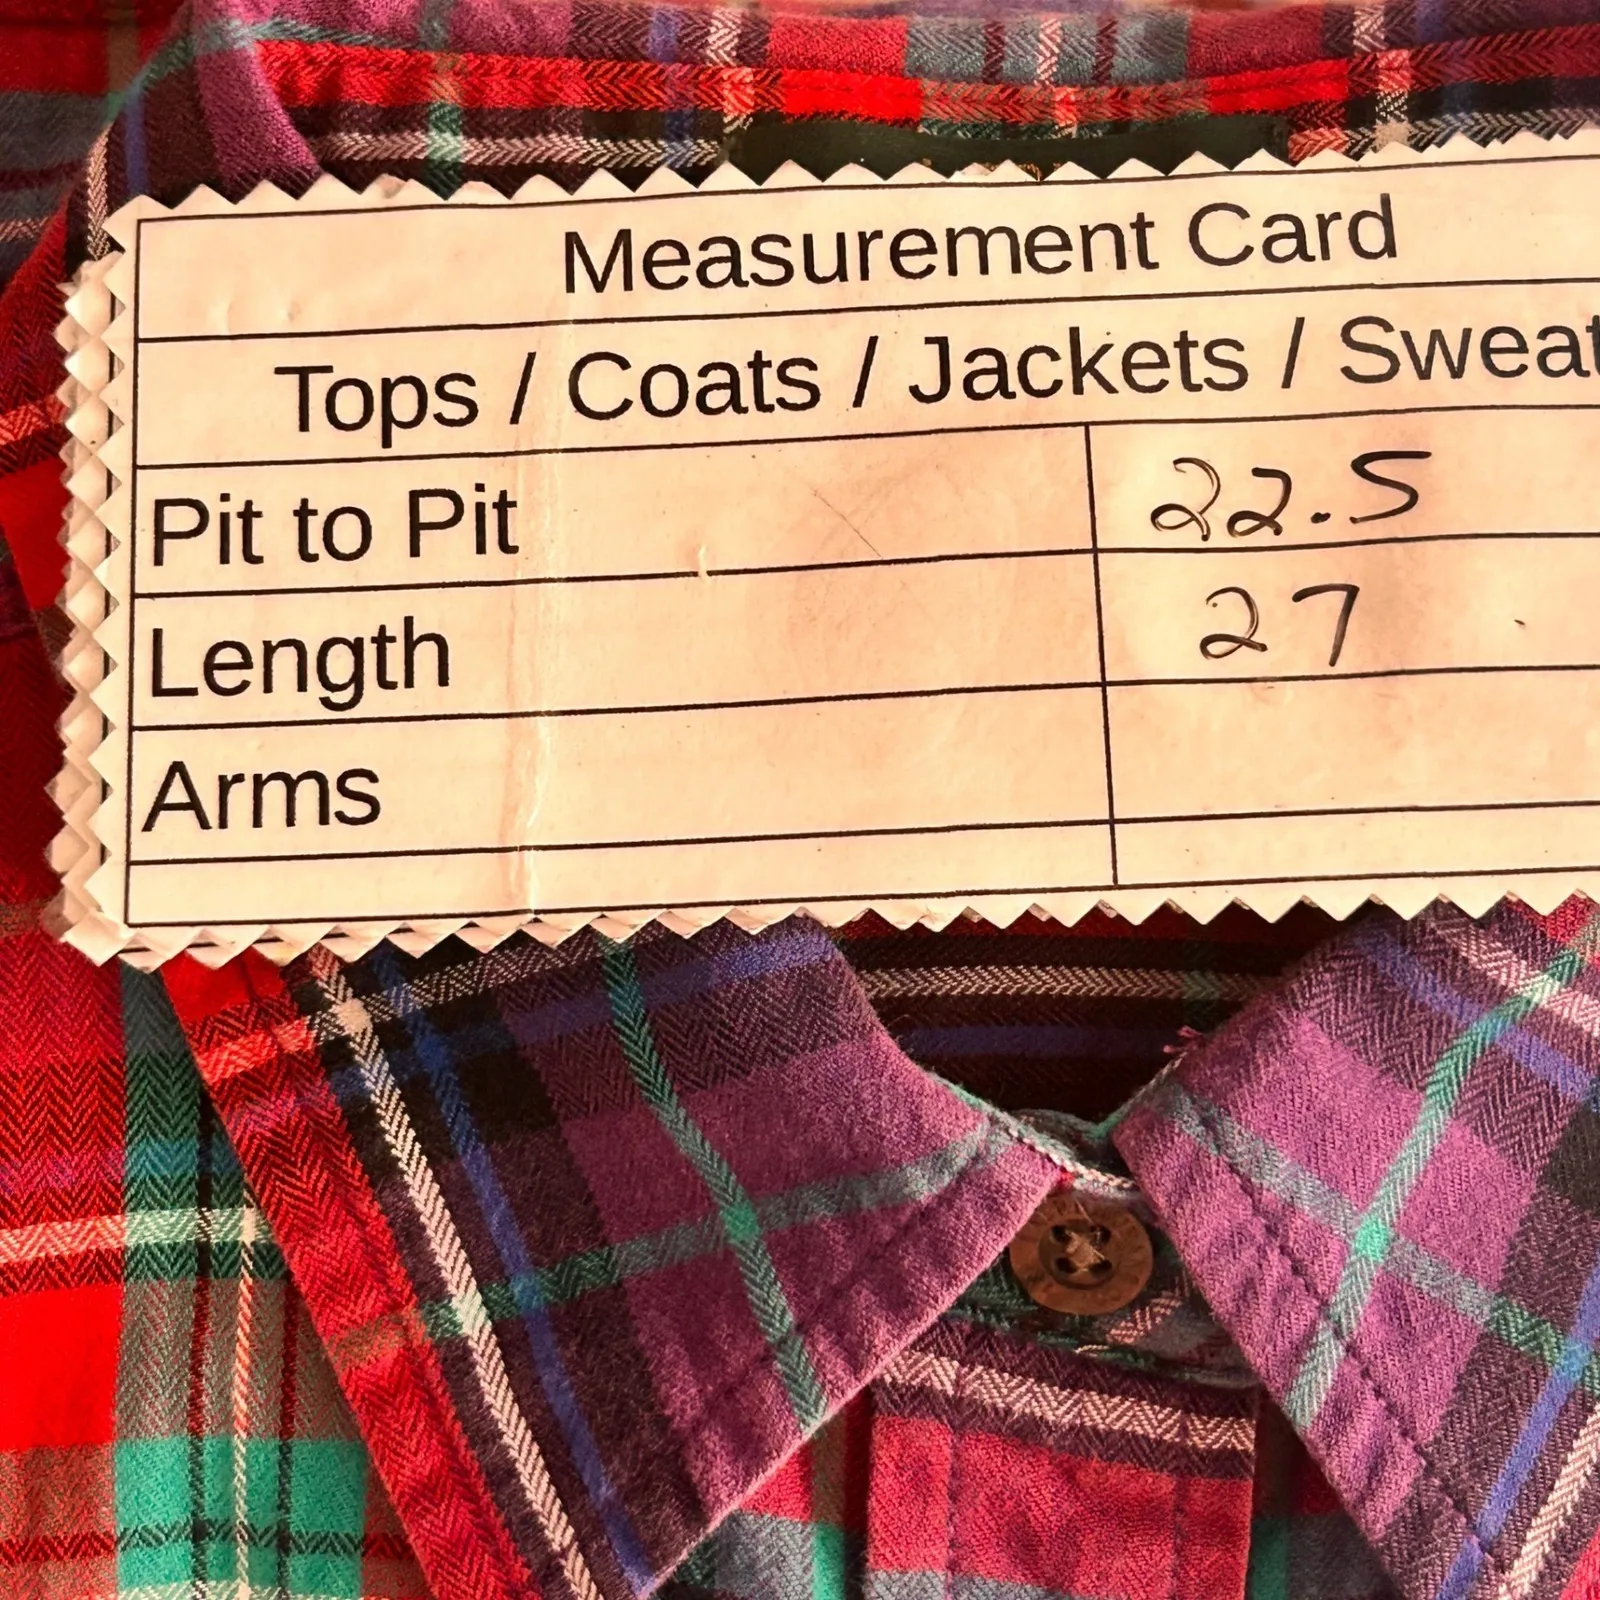 Measurement Card
Tops / Coats / Jackets / Sweat
Pit to Pit 22.5
Length 27
Arms